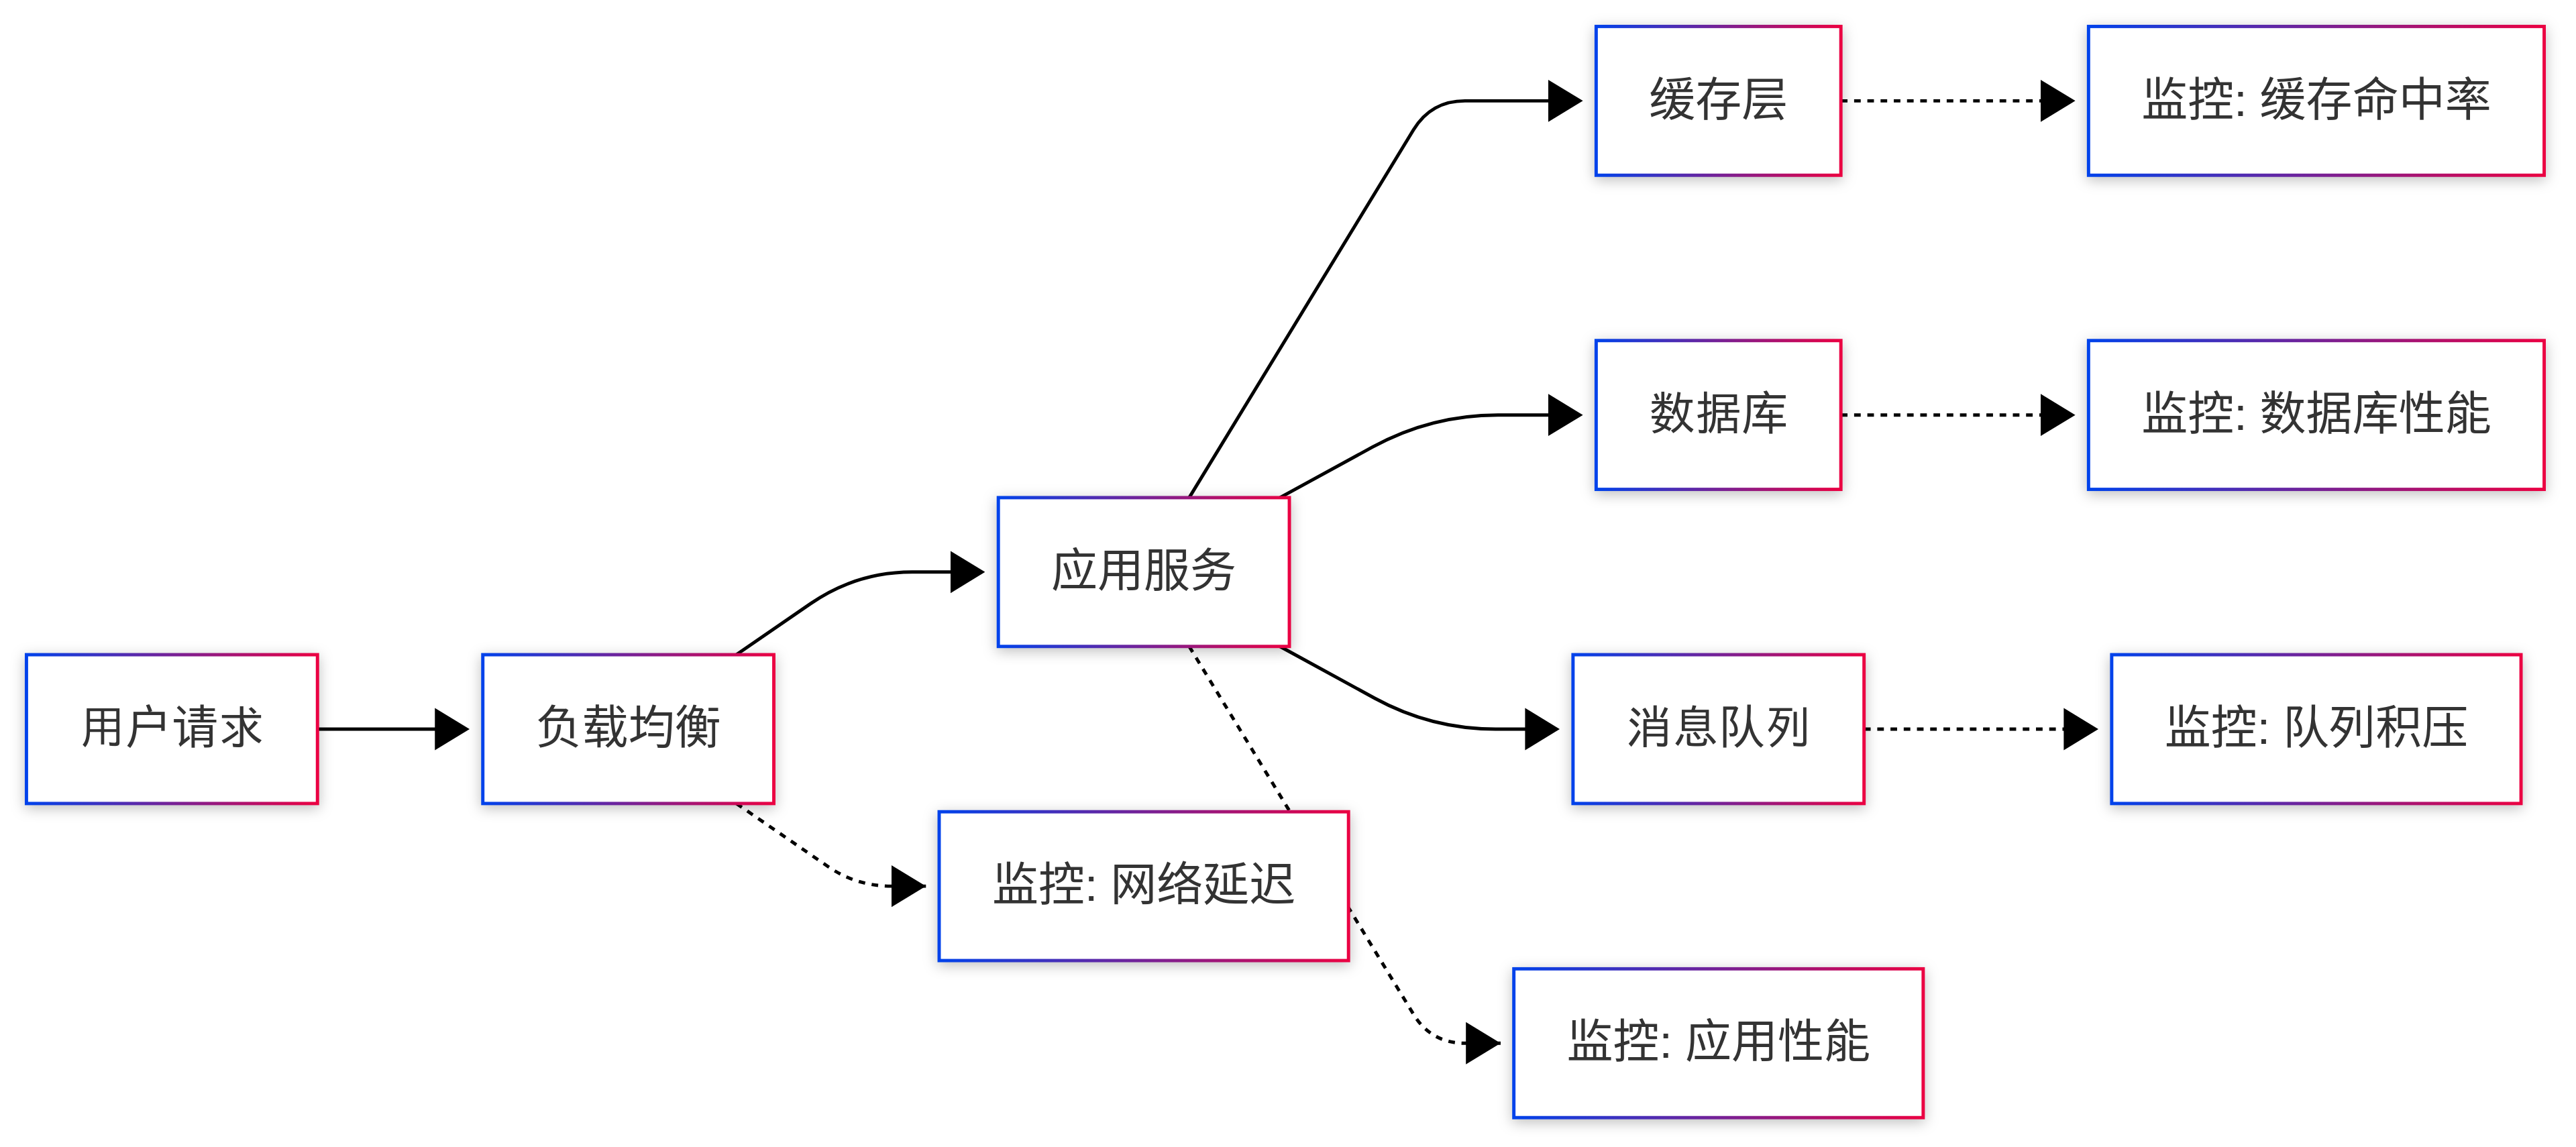 缓存层
监控: 缓存命中率
数据库
监控: 数据库性能
应用服务
用户请求
负载均衡
消息队列
监控: 队列积压
监控: 网络延迟
监控: 应用性能